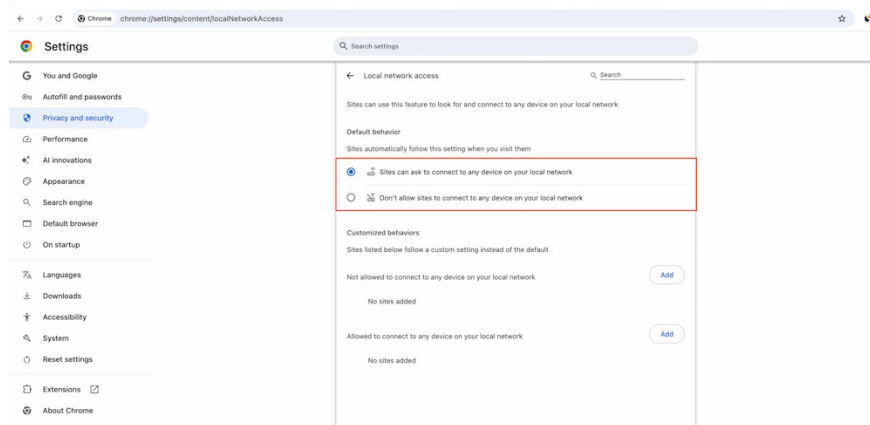 Chrome chrome://settings/content/localNetworkAccess
Settings
Search settings
You and Google
Autofill and passwords
Privacy and security
Performance
AI innovations
Appearance
Search engine
Default browser
On startup
Languages
Downloads
Accessibility
System
Reset settings
Extensions
About Chrome
Local network access
Search
Sites can use this feature to look for and connect to any device on your local network
Default behavior
Sites automatically follow this setting when you visit them
Sites can ask to connect to any device on your local network
Don't allow sites to connect to any device on your local network
Customized behaviors
Sites listed below follow a custom setting instead of the default
Not allowed to connect to any device on your local network
Add
No sites added
Allowed to connect to any device on your local network
Add
No sites added